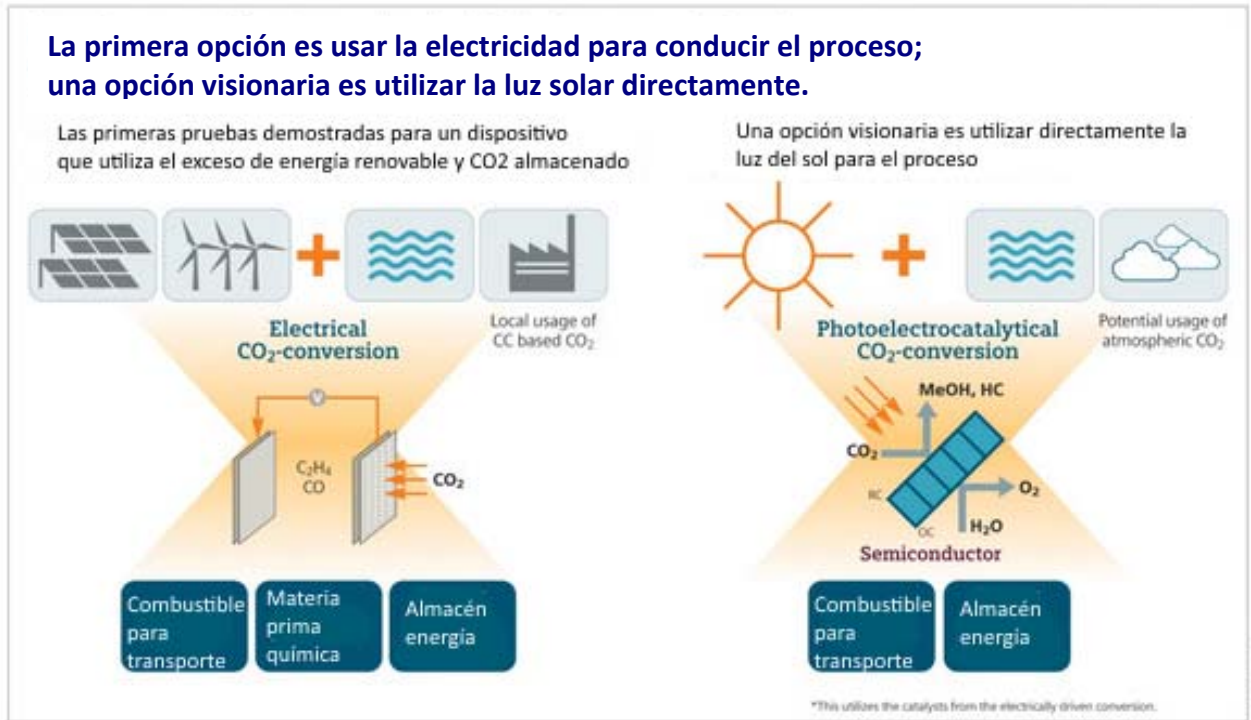 La primera opción es usar la electricidad para conducir el proceso;
una opción visionaria es utilizar la luz solar directamente.
Las primeras pruebas demostradas para un dispositivo
que utiliza el exceso de energía renovable y CO2 almacenado
Electrical
CO₂-conversion
Local usage of
CC based CO₂
V
C₂H₄
CO
CO₂
Combustible
para
transporte
Materia
prima
química
Almacén
energía
Una opción visionaria es utilizar directamente la
luz del sol para el proceso
Photoelectrocatalytical
CO₂-conversion
Potential usage of
atmospheric CO₂
MeOH, HC
CO₂
RC
O₂
OC
H₂O
Semiconductor
Combustible
para
transporte
Almacén
energía
*This utilizes the catalysts from the electrically driven conversion.